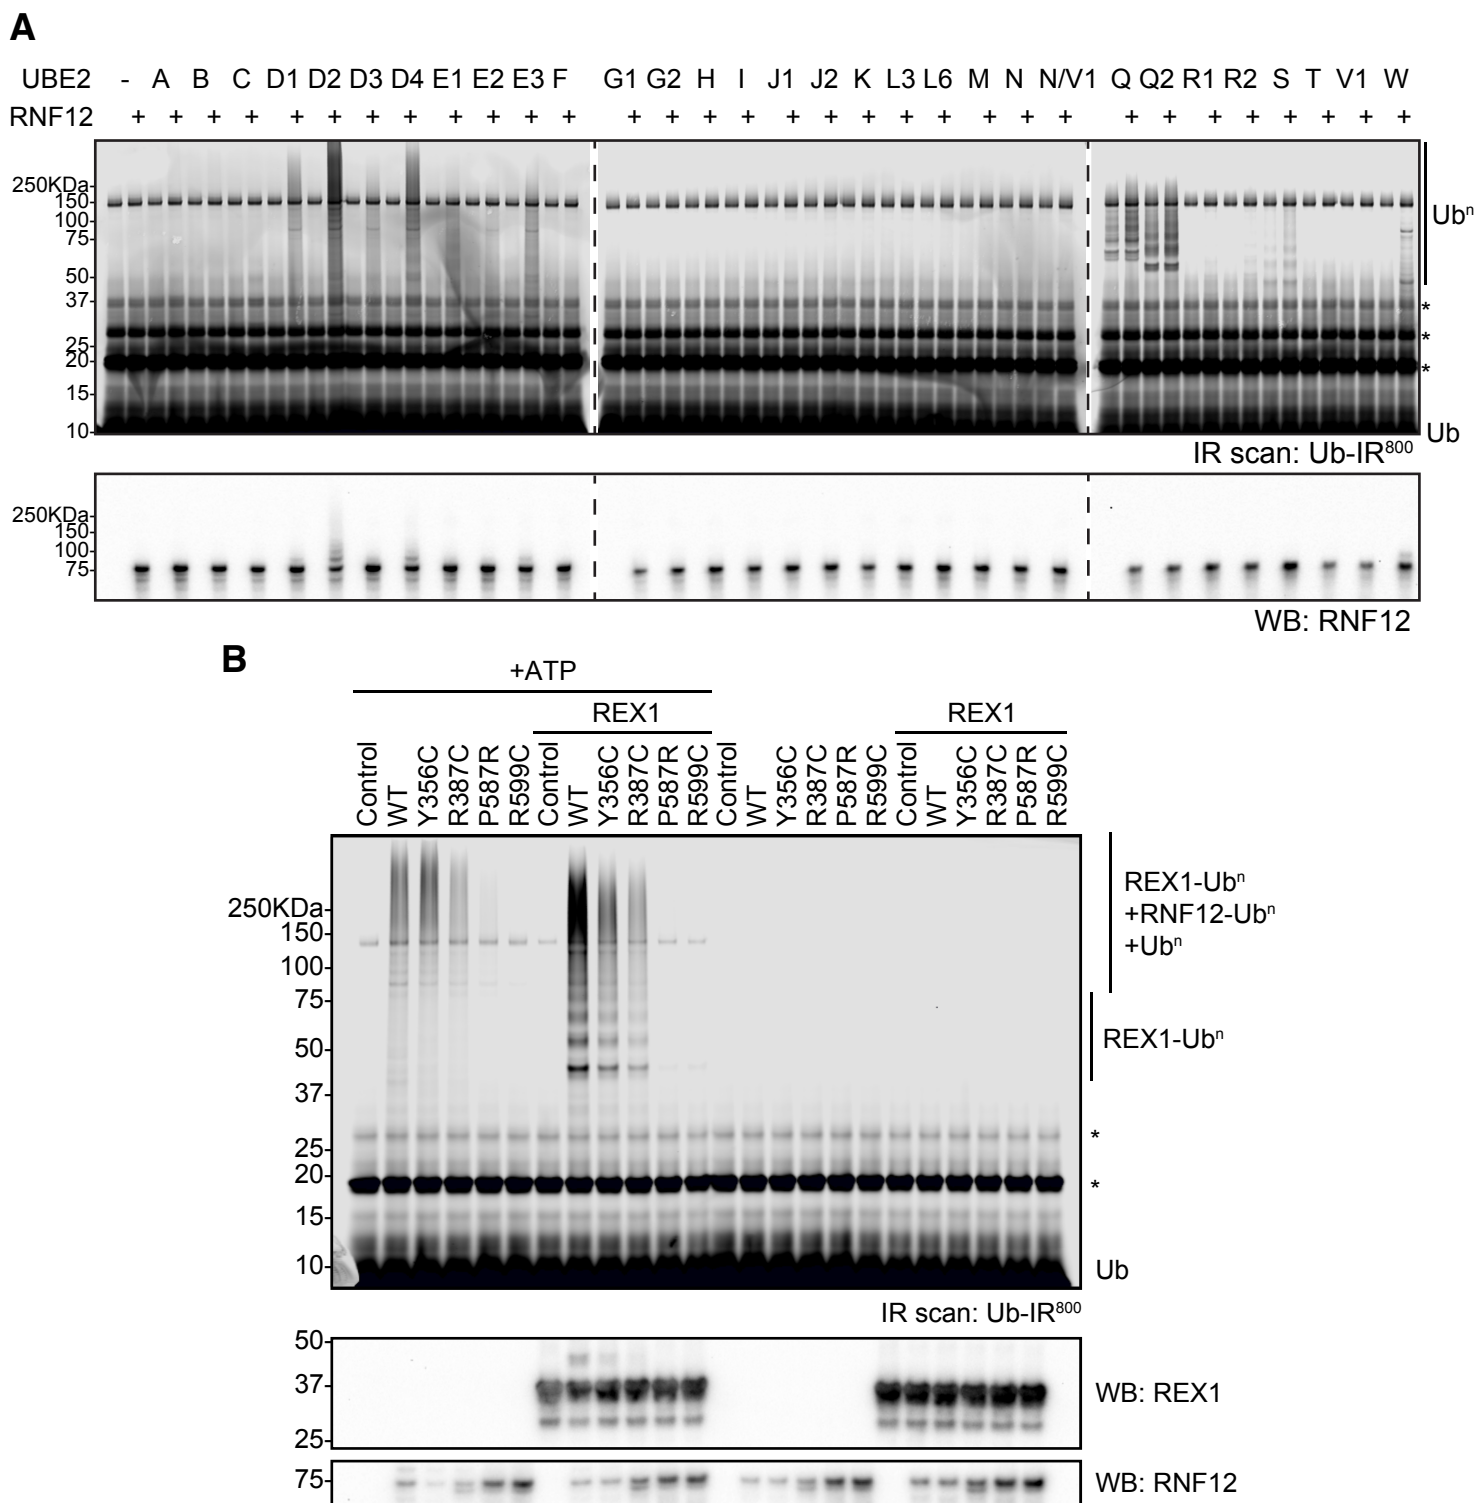 A
UBE2 - A B C D1 D2 D3 D4 E1 E2 E3 F G1 G2 H I J1 J2 K L3 L6 M N N/V1 Q Q2 R1 R2 S T V1 W
RNF12 + + + + + + + + + + + + + + + + + + + + + + + + + + + + + + + +
250KDa
150
100
75
50
37
25
20
15
10
Ubⁿ
*
*
*
Ub
IR scan: Ub-IR⁸⁰⁰
250KDa
150
100
75
WB: RNF12
B
+ATP
REX1 REX1
Control WT Y356C R387C P587R R599C Control WT Y356C R387C P587R R599C Control WT Y356C R387C P587R R599C Control WT Y356C R387C P587R R599C
250KDa
150
100
75
50
37
25
20
15
10
REX1-Ubⁿ
+RNF12-Ubⁿ
+Ubⁿ
REX1-Ubⁿ
*
*
Ub
IR scan: Ub-IR⁸⁰⁰
50
37
25
WB: REX1
75
WB: RNF12